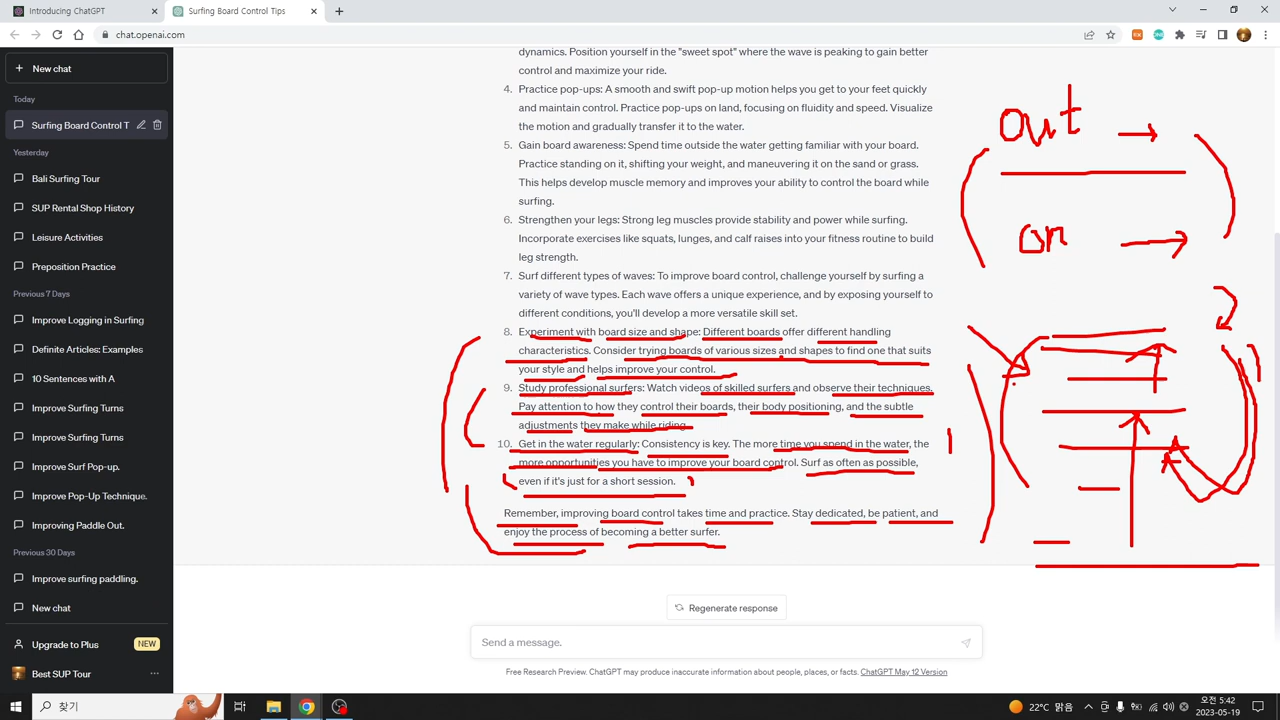 Introducing ChatGPT
Surfing Board Control Tips
chat.openai.com
New chat
Today
Surfing Board Control T
Yesterday
Bali Surfing Tour
SUP Rental Shop History
Leisure Activities
Preposition Practice
Previous 7 Days
Improve Logging in Surfing
Definite Articles: Examples
10 Sentences with A
Improve Surfing Turns
Improve Surfing Turns
Improve Surf Pop-up.
Improve Pop-Up Technique.
Improving Paddle Out.
Previous 30 Days
Improve surfing paddling.
New chat
Upgrade to Plus NEW
Best SUP Tour
dynamics. Position yourself in the "sweet spot" where the wave is peaking to gain better
control and maximize your ride.
4. Practice pop-ups: A smooth and swift pop-up motion helps you get to your feet quickly
and maintain control. Practice pop-ups on land, focusing on fluidity and speed. Visualize
the motion and gradually transfer it to the water.
5. Gain board awareness: Spend time outside the water getting familiar with your board.
Practice standing on it, shifting your weight, and maneuvering it on the sand or grass.
This helps develop muscle memory and improves your ability to control the board while
surfing.
6. Strengthen your legs: Strong leg muscles provide stability and power while surfing.
Incorporate exercises like squats, lunges, and calf raises into your fitness routine to build
leg strength.
7. Surf different types of waves: To improve board control, challenge yourself by surfing a
variety of wave types. Each wave offers a unique experience, and by exposing yourself to
different conditions, you'll develop a more versatile skill set.
8. Experiment with board size and shape: Different boards offer different handling
characteristics. Consider trying boards of various sizes and shapes to find one that suits
your style and helps improve your control.
9. Study professional surfers: Watch videos of skilled surfers and observe their techniques.
Pay attention to how they control their boards, their body positioning, and the subtle
adjustments they make while riding.
10. Get in the water regularly: Consistency is key. The more time you spend in the water, the
more opportunities you have to improve your board control. Surf as often as possible,
even if it's just for a short session.
Remember, improving board control takes time and practice. Stay dedicated, be patient, and
enjoy the process of becoming a better surfer.
out
on
Regenerate response
Send a message.
Free Research Preview. ChatGPT may produce inaccurate information about people, places, or facts. ChatGPT May 12 Version
찾기
22°C 맑음
오전 5:42
2023-05-19